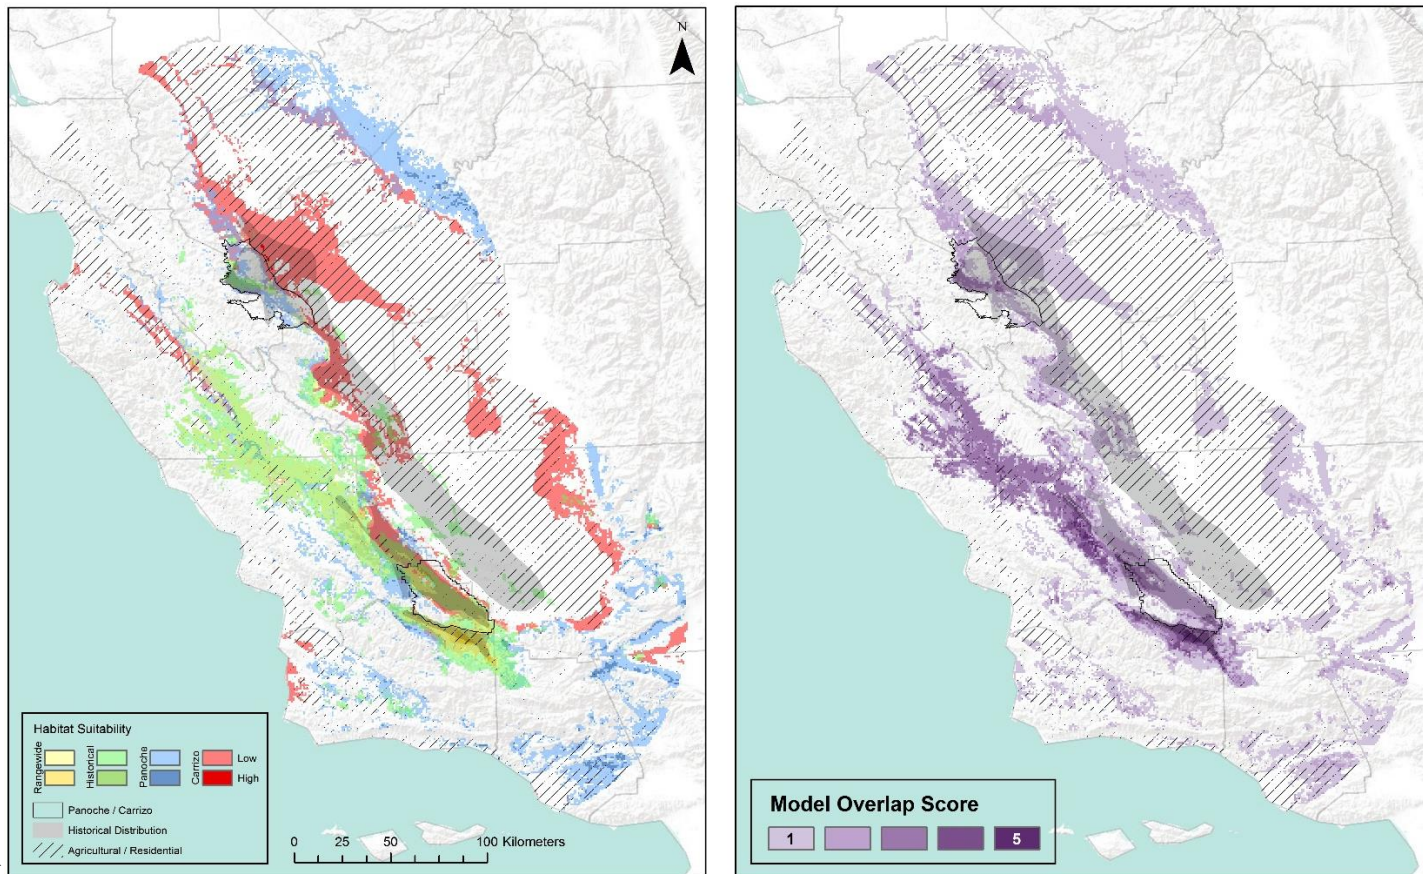 N
Habitat Suitability
Rangewide Historical Panoche Carrizo Low
High
Panoche / Carrizo
Historical Distribution
Agricultural / Residential
0 25 50 100 Kilometers
Model Overlap Score
1 5